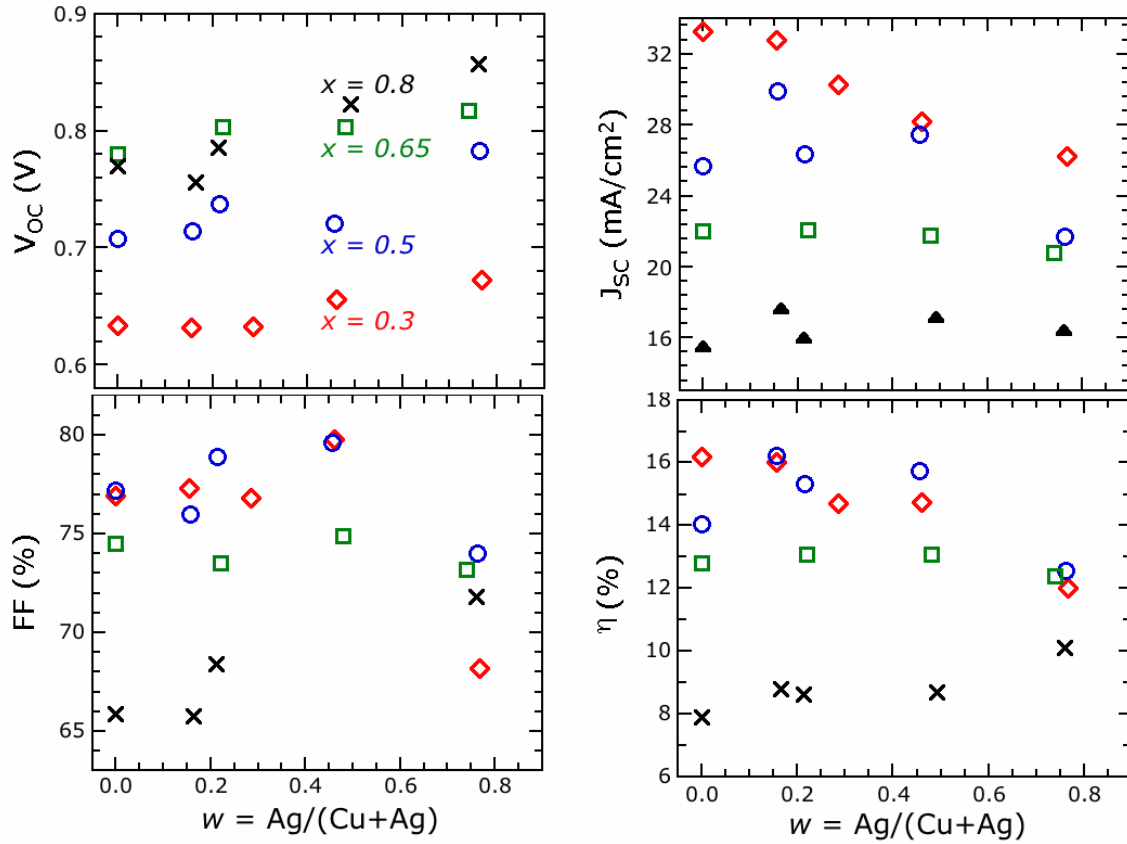 0.9
0.8
0.7
0.6
V_OC (V)
x = 0.8
x = 0.65
x = 0.5
x = 0.3
32
28
24
20
16
J_SC (mA/cm²)
80
75
70
65
FF (%)
0.0 0.2 0.4 0.6 0.8
w = Ag/(Cu+Ag)
18
16
14
12
10
8
6
η (%)
0.0 0.2 0.4 0.6 0.8
w = Ag/(Cu+Ag)